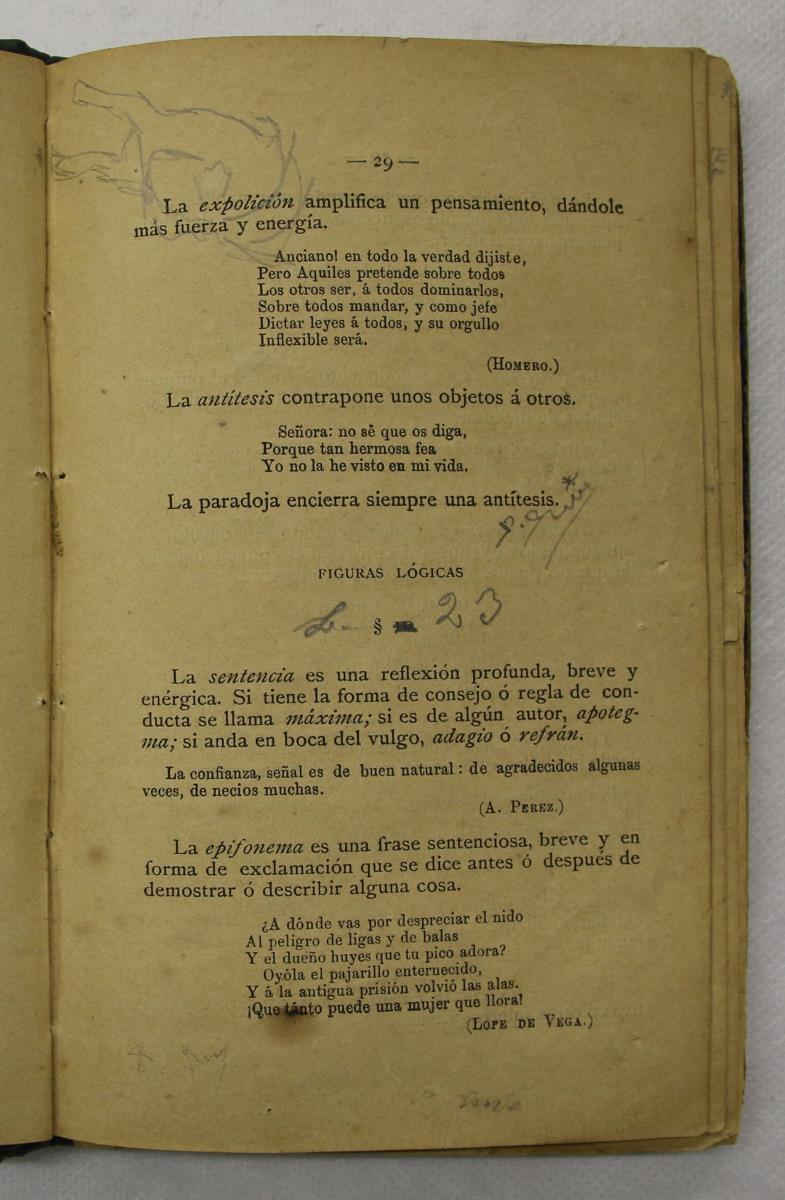 — 29 —
La expolición amplifica un pensamiento, dándole
más fuerza y energía.
Anciano! en todo la verdad dijiste,
Pero Aquiles pretende sobre todos
Los otros ser, á todos dominarlos,
Sobre todos mandar, y como jefe
Dictar leyes á todos, y su orgullo
Inflexible será.
(Homero.)
La antítesis contrapone unos objetos á otros.
Señora: no sé que os diga,
Porque tan hermosa fea
Yo no la he visto en mi vida.
La paradoja encierra siempre una antítesis.
FIGURAS LÓGICAS
§ 23
La sentencia es una reflexión profunda, breve y
enérgica. Si tiene la forma de consejo ó regla de con-
ducta se llama máxima; si es de algún autor, apoteg-
ma; si anda en boca del vulgo, adagio ó refrán.
La confianza, señal es de buen natural: de agradecidos algunas
veces, de necios muchas.
(A. Perez.)
La epifonema es una frase sentenciosa, breve y en
forma de exclamación que se dice antes ó después de
demostrar ó describir alguna cosa.
¿A dónde vas por despreciar el nido
Al peligro de ligas y de balas
Y el dueño huyes que tu pico adora?
Oyóla el pajarillo enternecido,
Y á la antigua prisión volvió las alas.
¡Que tánto puede una mujer que llora!
(Lope de Vega.)